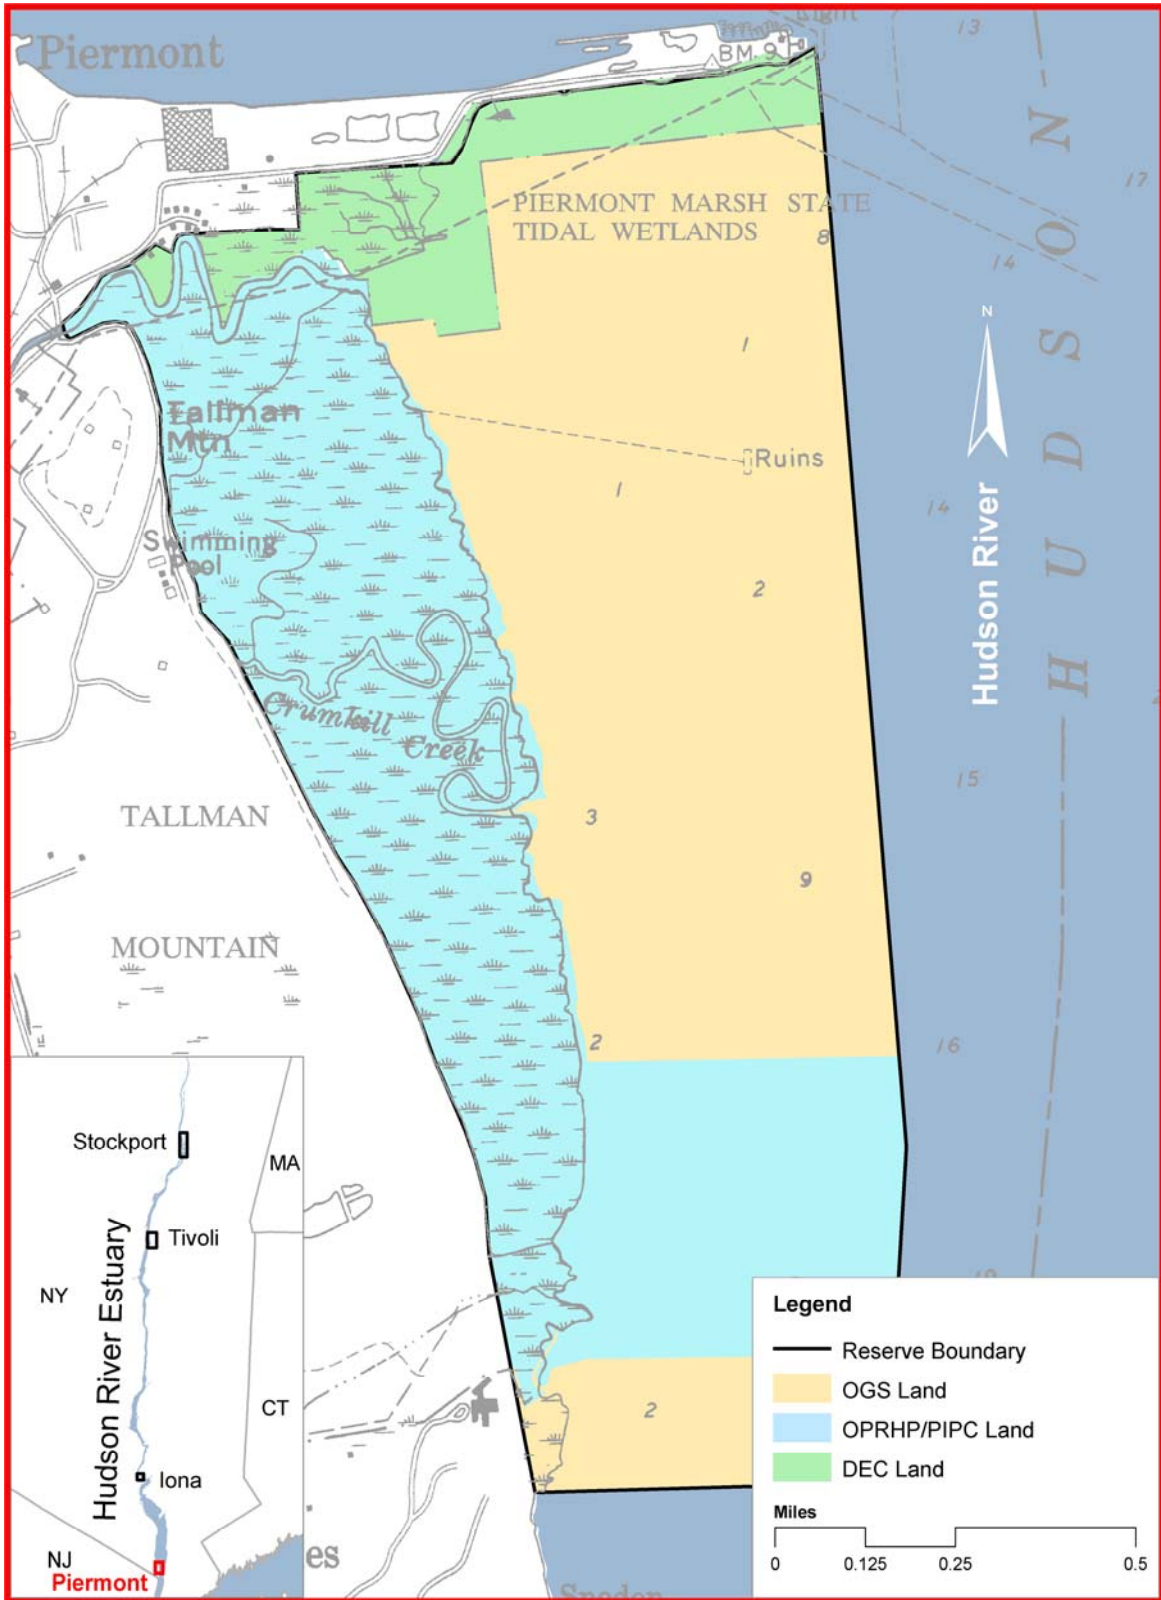 Piermont
Light
BM 9
13
17
PIERMONT MARSH STATE
TIDAL WETLANDS
8
14
N
1
HUDSON
Tallman
Mtn
Ruins
1
14
Hudson River
Swimming
Pool
2
Crumkill
Creek
15
TALLMAN
3
9
MOUNTAIN
2
16
Stockport
MA
Tivoli
NY
Hudson River Estuary
CT
Iona
NJ
Piermont
es
2
Sneden
Legend
Reserve Boundary
OGS Land
OPRHP/PIPC Land
DEC Land
Miles
0 0.125 0.25 0.5